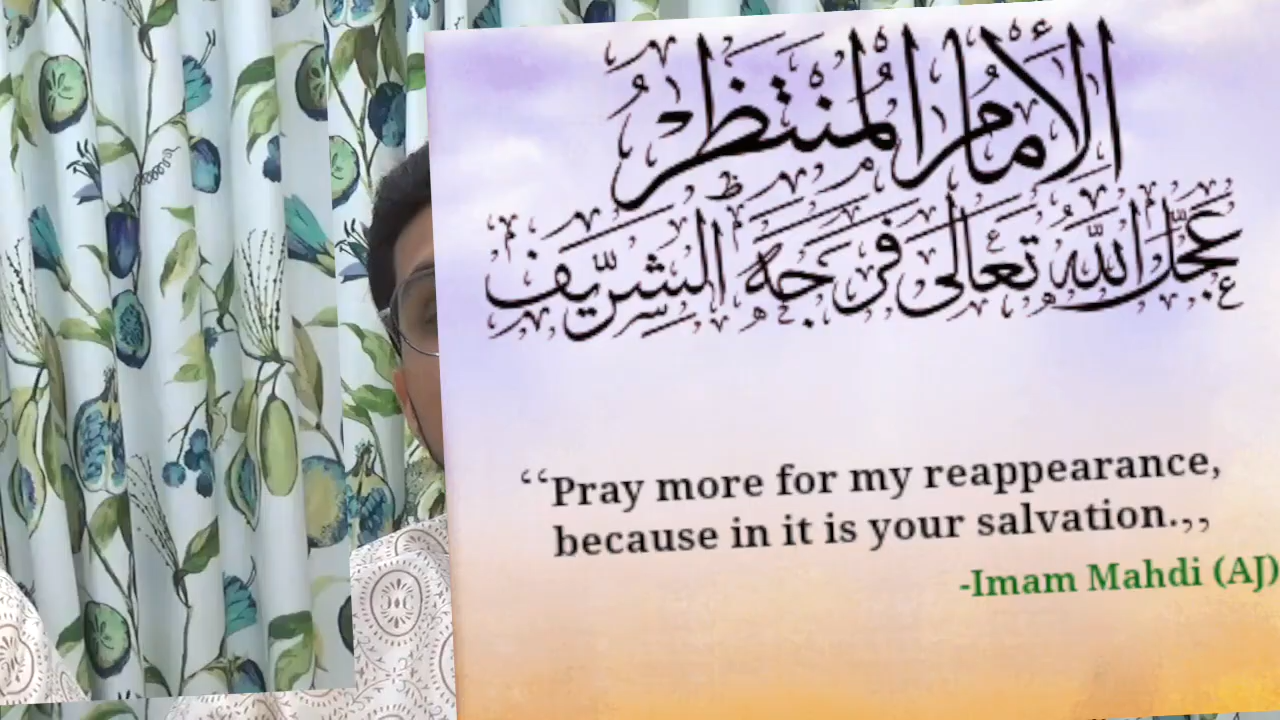 الإمام المنتظر
عجل الله تعالى فرجه الشريف
“Pray more for my reappearance,
because in it is your salvation.”
-Imam Mahdi (AJ)